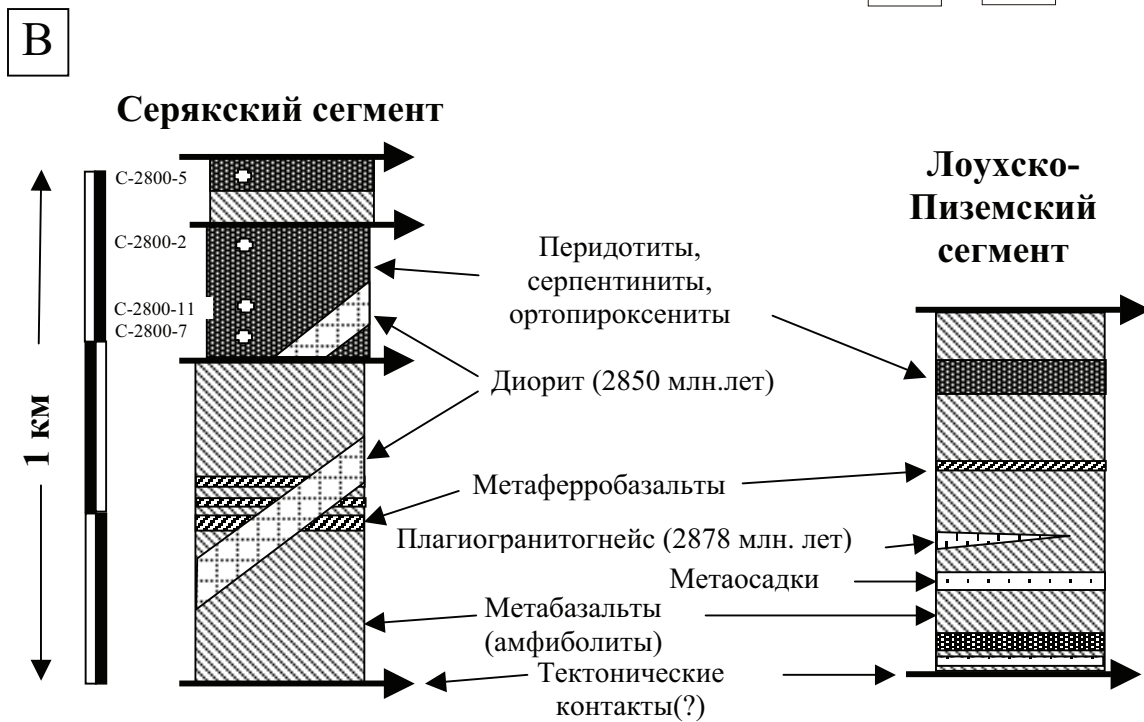 В
Серякский сегмент
С-2800-5
С-2800-2
С-2800-11
С-2800-7
1 км
Лоухско-
Пиземский
сегмент
Перидотиты,
серпентиниты,
ортопироксениты
Диорит (2850 млн.лет)
Метаферробазальты
Плагиогранитогнейс (2878 млн. лет)
Метаосадки
Метабазальты
(амфиболиты)
Тектонические
контакты(?)